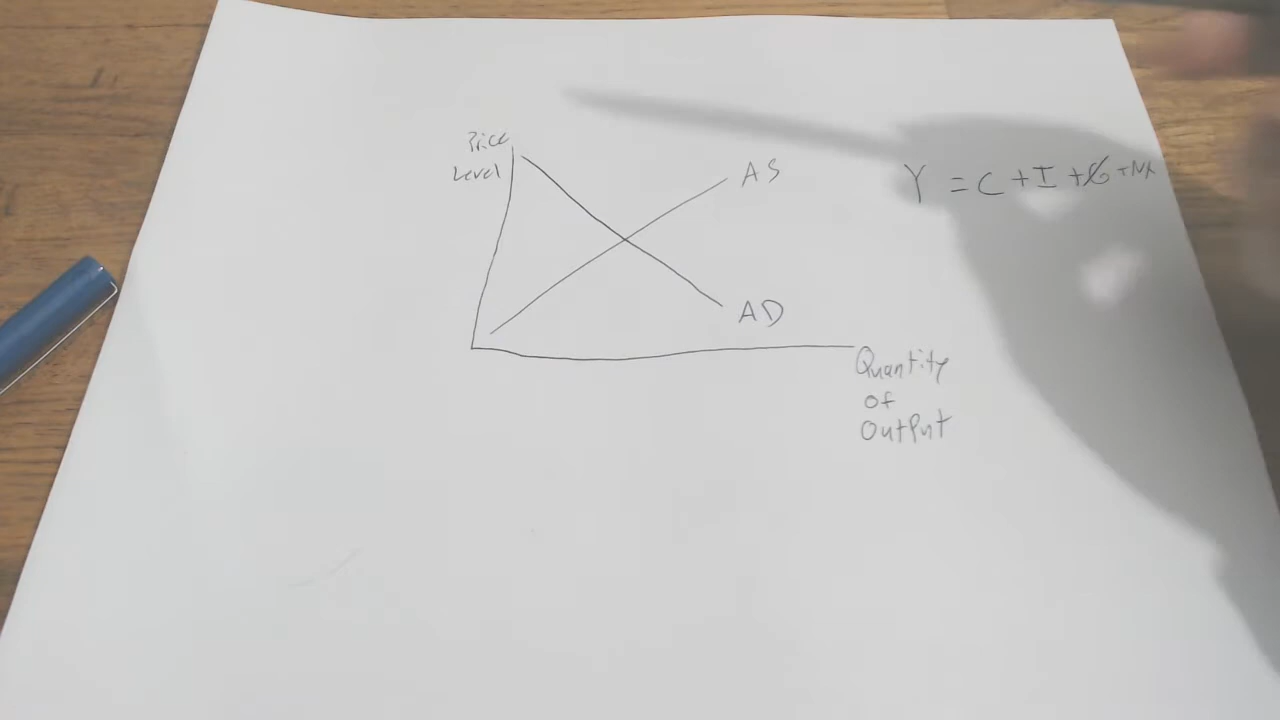 Price
Level
AS
Y = C + I + G + NX
AD
Quantity
of
Output